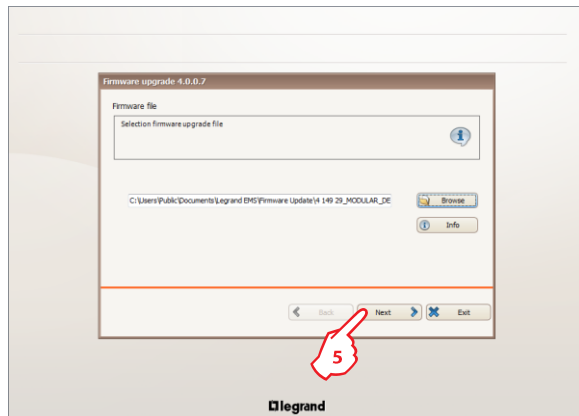 Firmware upgrade 4.0.0.7
Firmware file
Selection firmware upgrade file
C:\Users\Public\Documents\Legrand EMS\Firmware Update\4 149 29_MODULAR_DE
Browse
Info
Back
Next
Exit
5
legrand